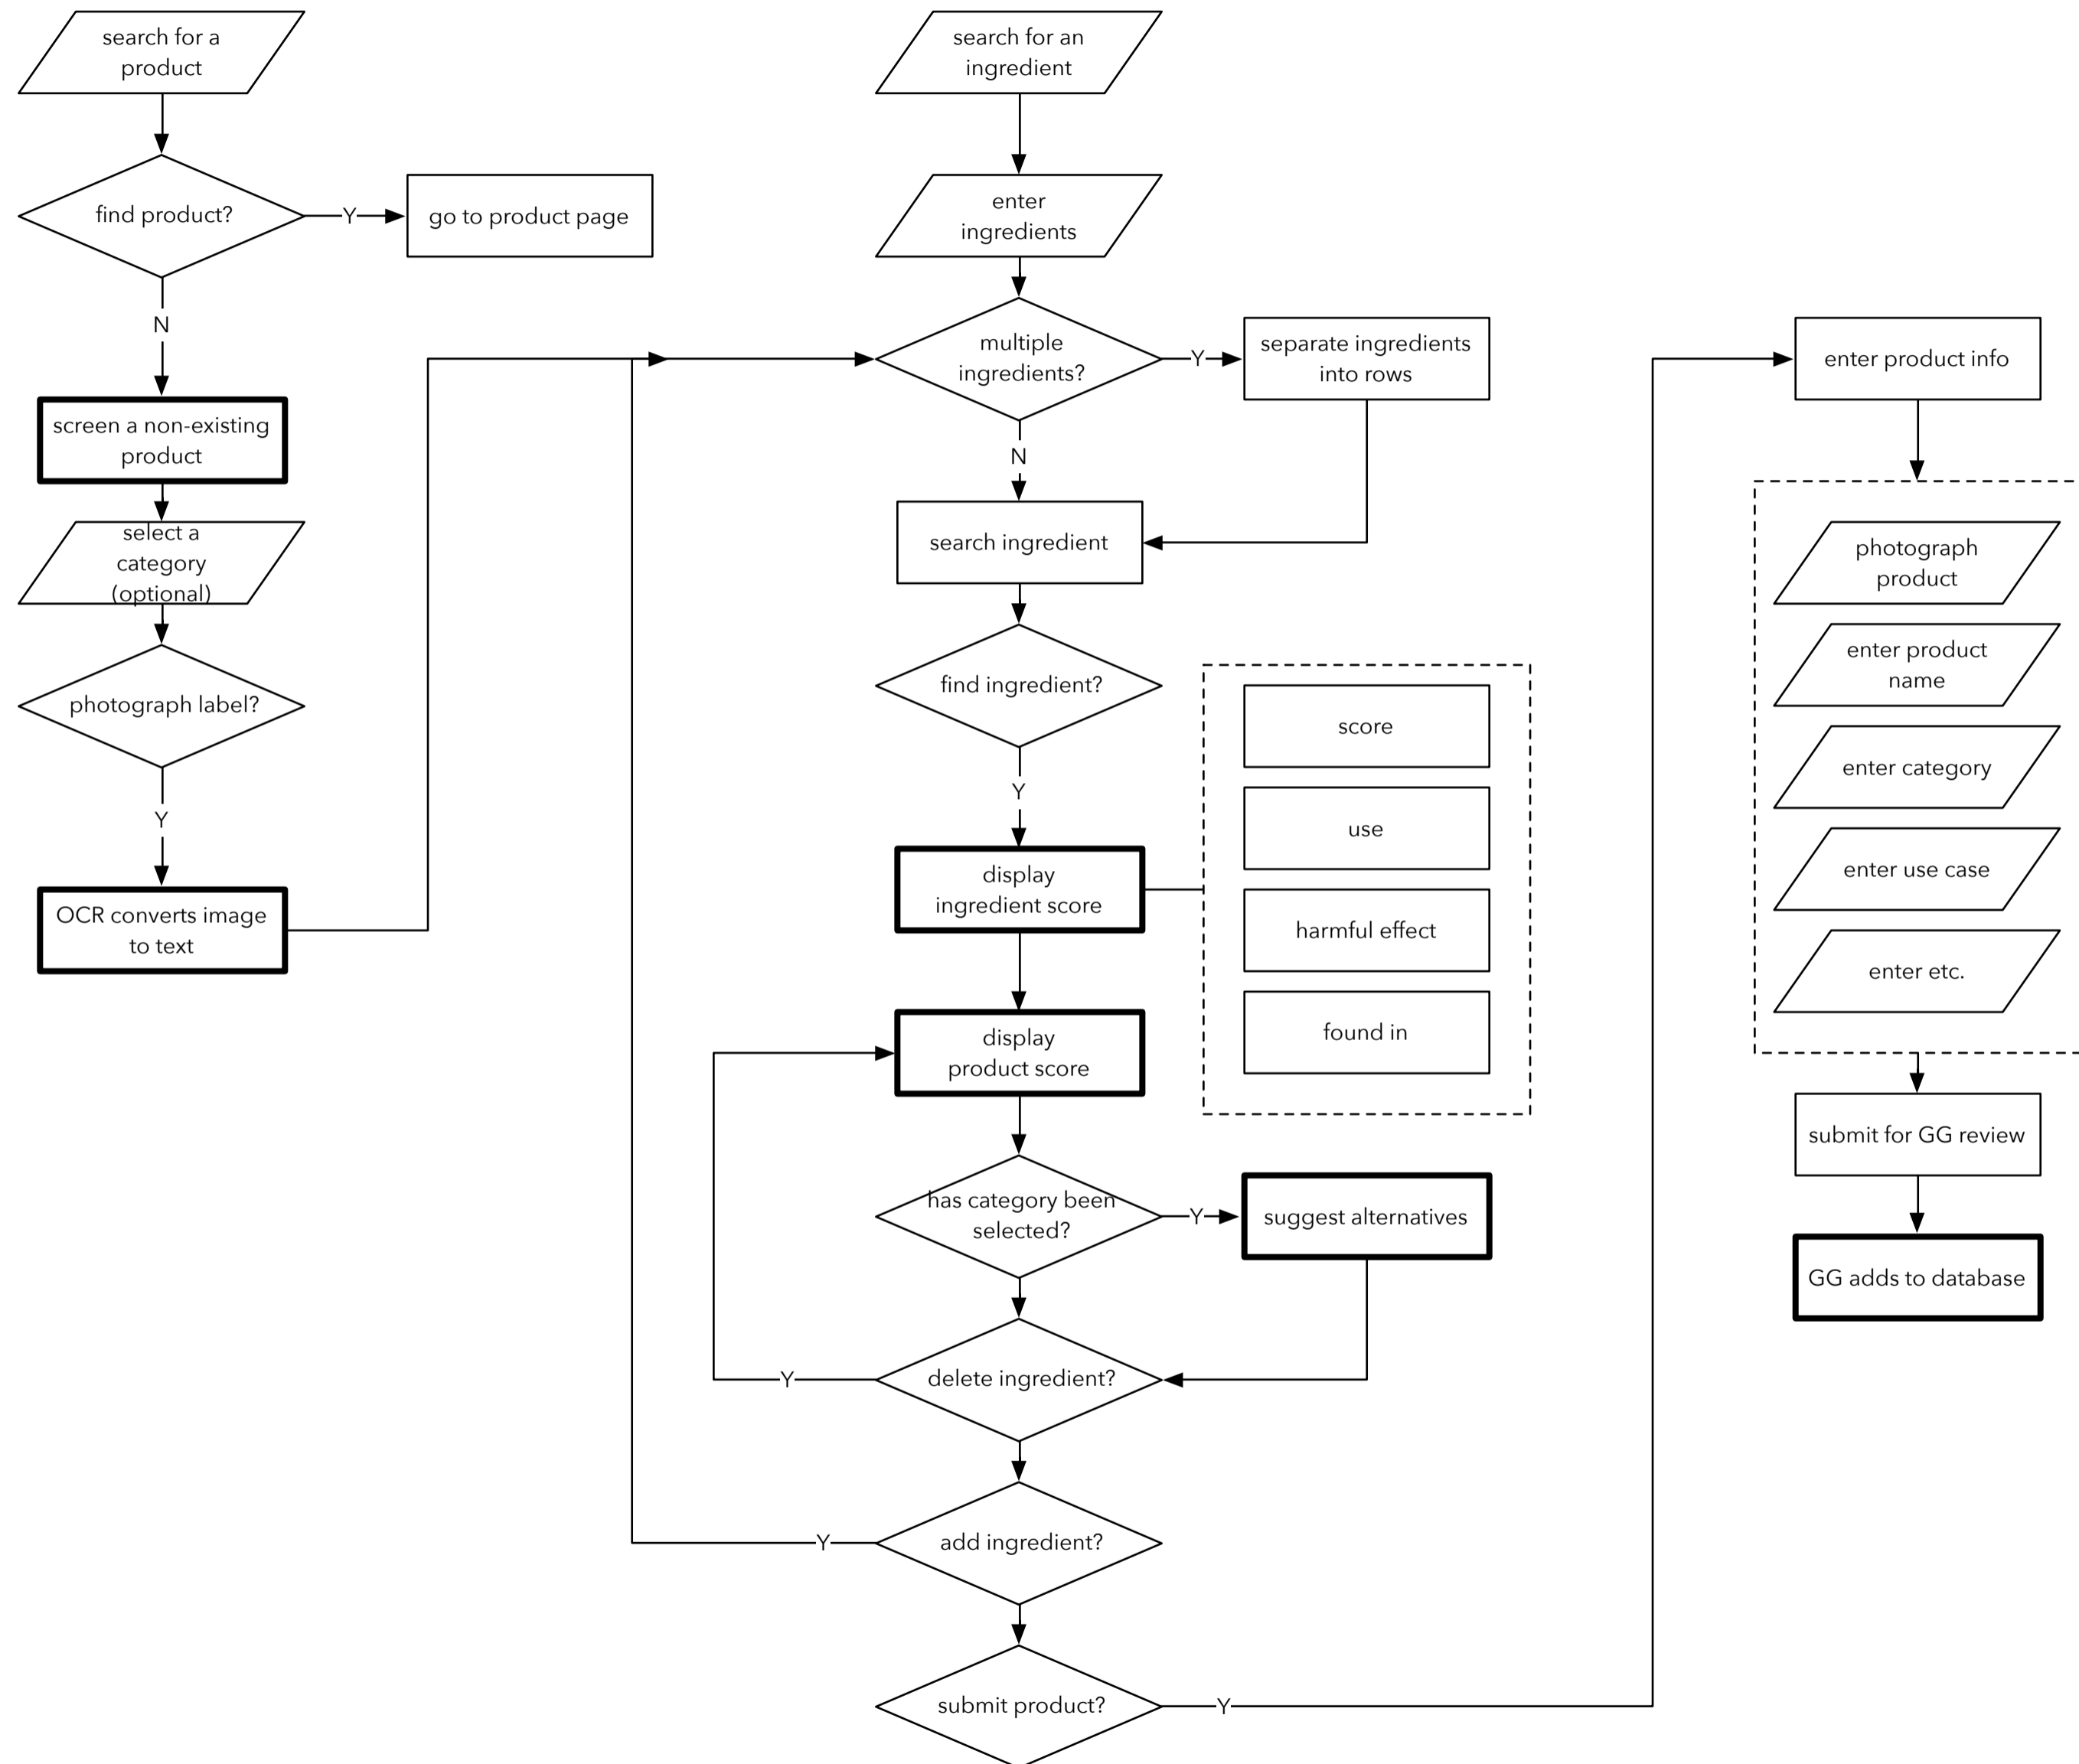 search for a
product
find product?
Y
go to product page
N
screen a non-existing
product
select a
category
(optional)
photograph label?
Y
OCR converts image
to text
search for an
ingredient
enter
ingredients
multiple
ingredients?
Y
separate ingredients
into rows
N
search ingredient
find ingredient?
Y
display
ingredient score
score
use
harmful effect
found in
display
product score
has category been
selected?
Y
suggest alternatives
delete ingredient?
Y
add ingredient?
Y
submit product?
Y
enter product info
photograph
product
enter product
name
enter category
enter use case
enter etc.
submit for GG review
GG adds to database